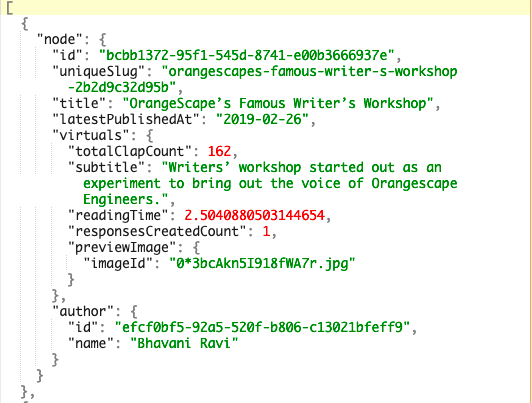 [
{
"node": {
"id": "bcbb1372-95f1-545d-8741-e00b3666937e",
"uniqueSlug": "orangescapes-famous-writer-s-workshop
-2b2d9c32d95b",
"title": "OrangeScape’s Famous Writer’s Workshop",
"latestPublishedAt": "2019-02-26",
"virtuals": {
"totalClapCount": 162,
"subtitle": "Writers’ workshop started out as an
experiment to bring out the voice of Orangescape
Engineers.",
"readingTime": 2.5040880503144654,
"responsesCreatedCount": 1,
"previewImage": {
"imageId": "0*3bcAkn5I918fWA7r.jpg"
}
},
"author": {
"id": "efcf0bf5-92a5-520f-b806-c13021bfeff9",
"name": "Bhavani Ravi"
}
}
},